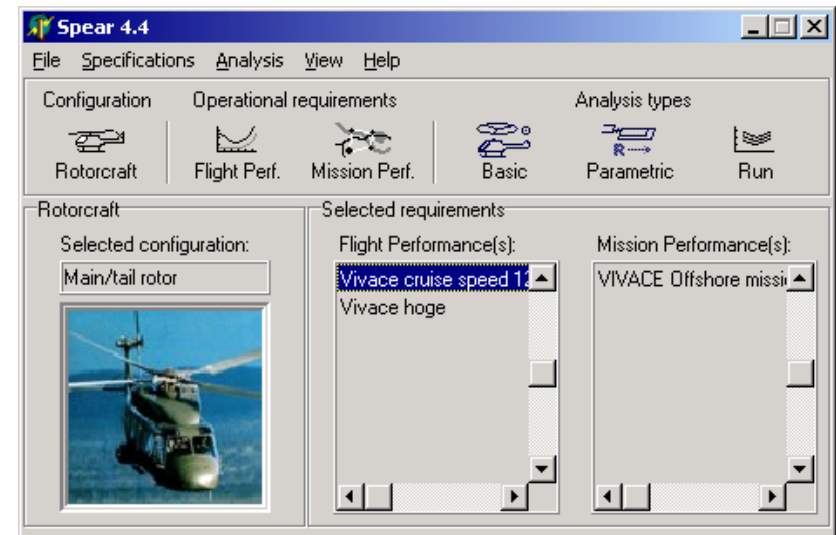 Spear 4.4
File Specifications Analysis View Help
Configuration Operational requirements Analysis types
Rotorcraft Flight Perf. Mission Perf. Basic Parametric Run
R
Rotorcraft
Selected configuration:
Main/tail rotor
Selected requirements
Flight Performance(s):
Vivace cruise speed
Vivace hoge
Mission Performance(s):
VIVACE Offshore